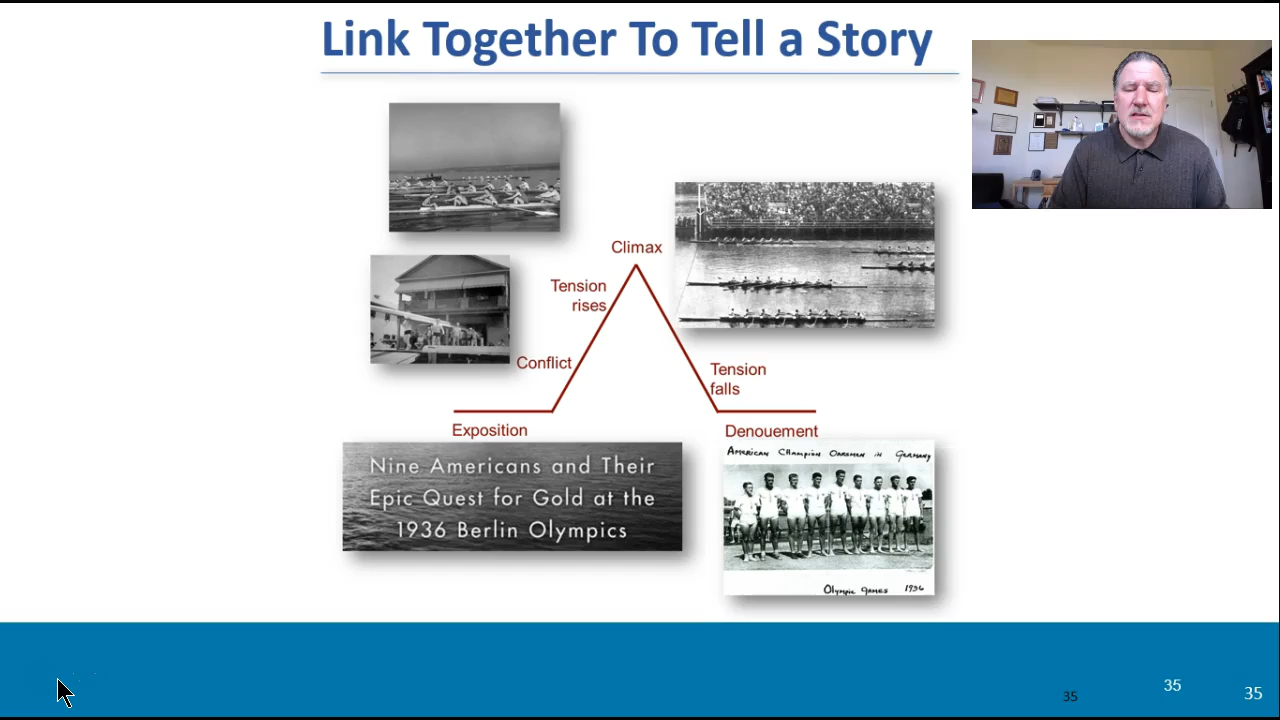 Link Together To Tell a Story
Climax
Tension
rises
Conflict
Tension
falls
Exposition
Denouement
Nine Americans and Their
Epic Quest for Gold at the
1936 Berlin Olympics
American Champion Oarsmen in Germany
Olympic Games 1936
35
35
35